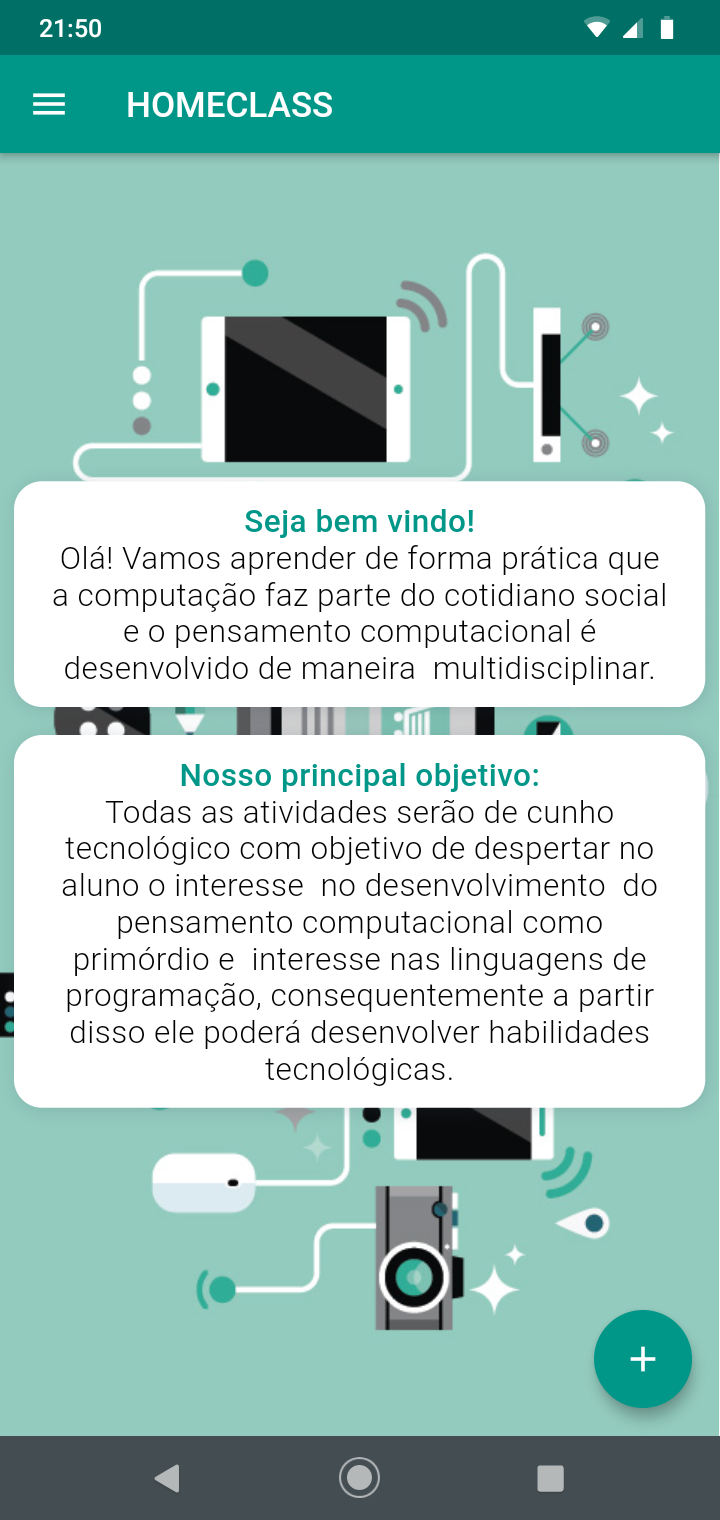 21:50
HOMECLASS
Seja bem vindo!
Olá! Vamos aprender de forma prática que
a computação faz parte do cotidiano social
e o pensamento computacional é
desenvolvido de maneira  multidisciplinar.
Nosso principal objetivo:
Todas as atividades serão de cunho
tecnológico com objetivo de despertar no
aluno o interesse  no desenvolvimento  do
pensamento computacional como
primórdio e  interesse nas linguagens de
programação, consequentemente a partir
disso ele poderá desenvolver habilidades
tecnológicas.
+